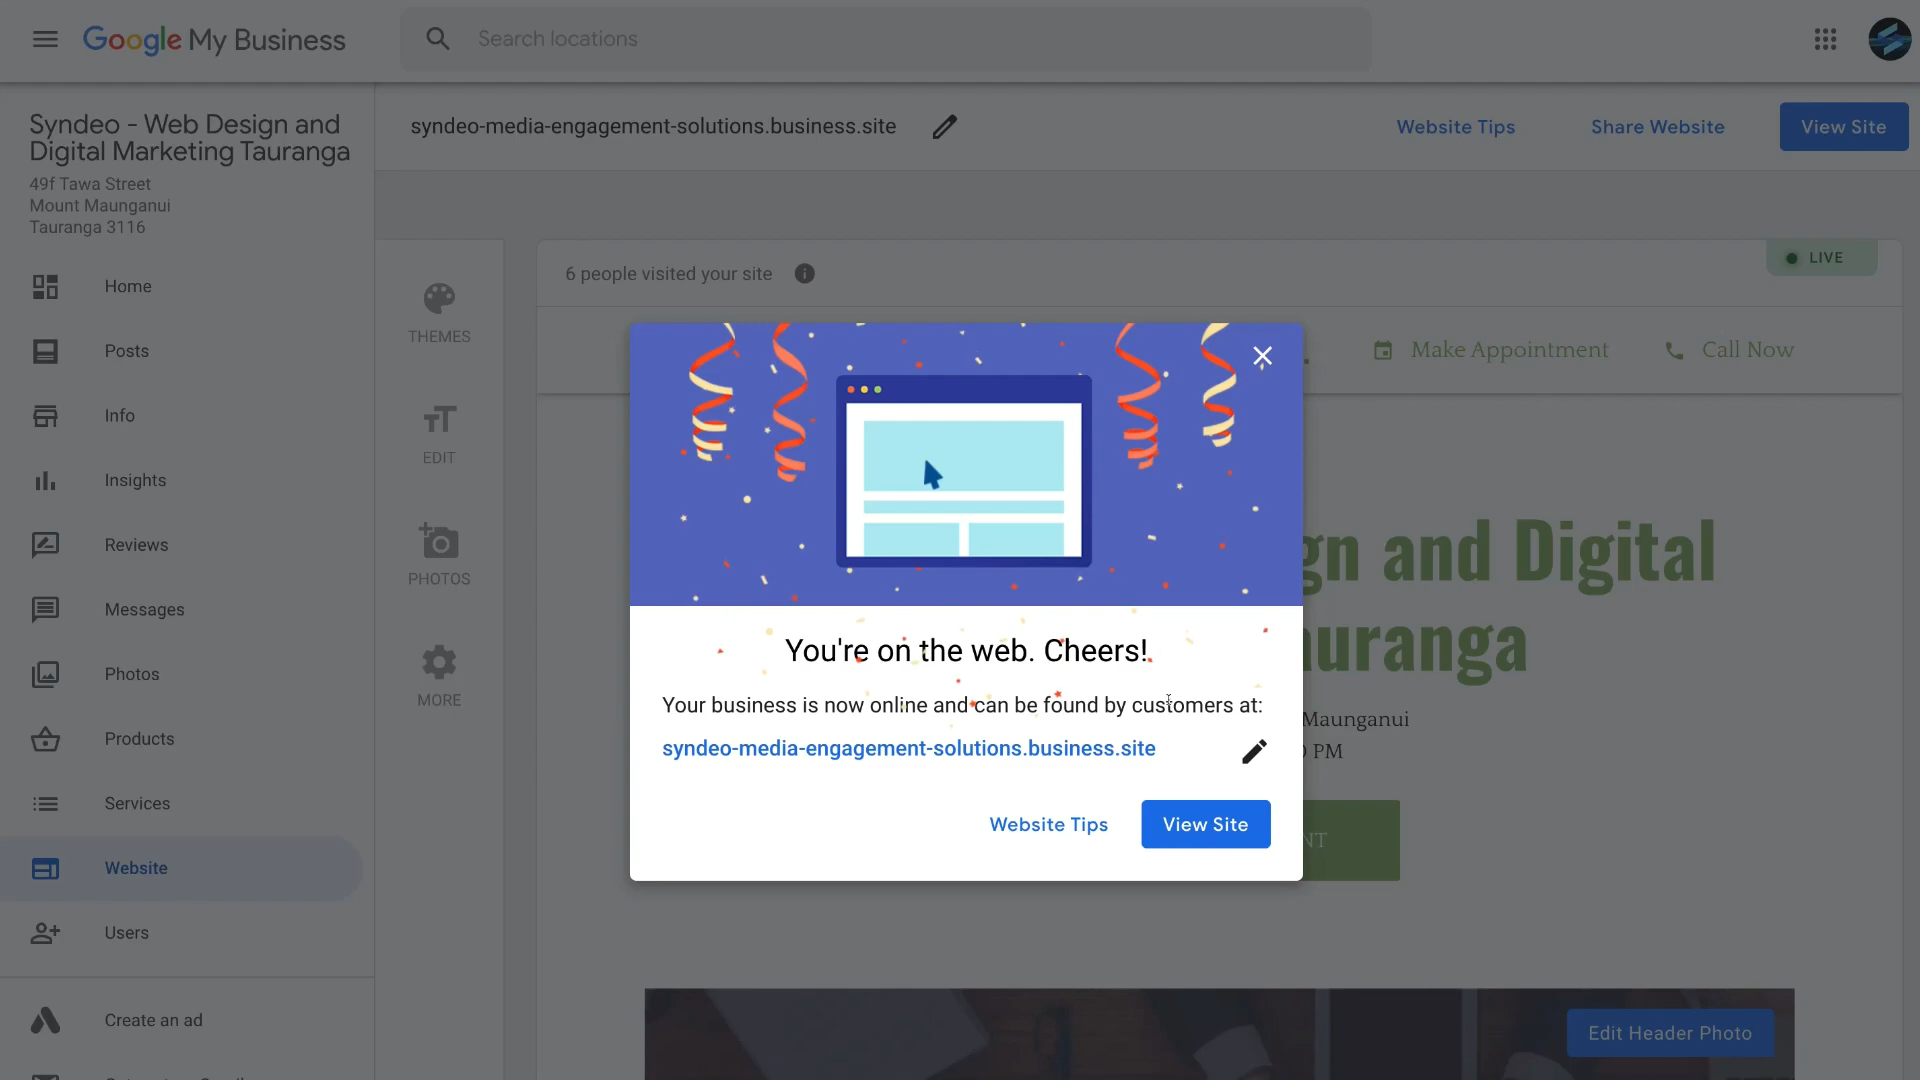 Google My Business
Search locations
Syndeo - Web Design and
Digital Marketing Tauranga
49f Tawa Street
Mount Maunganui
Tauranga 3116
Home
Posts
Info
Insights
Reviews
Messages
Photos
Products
Services
Website
Users
Create an ad
syndeo-media-engagement-solutions.business.site
Website Tips
Share Website
View Site
THEMES
EDIT
PHOTOS
MORE
6 people visited your site
LIVE
Make Appointment
Call Now
gn and Digital
auranga
Maunganui
PM
NT
Edit Header Photo
You're on the web. Cheers!
Your business is now online and can be found by customers at:
syndeo-media-engagement-solutions.business.site
Website Tips
View Site